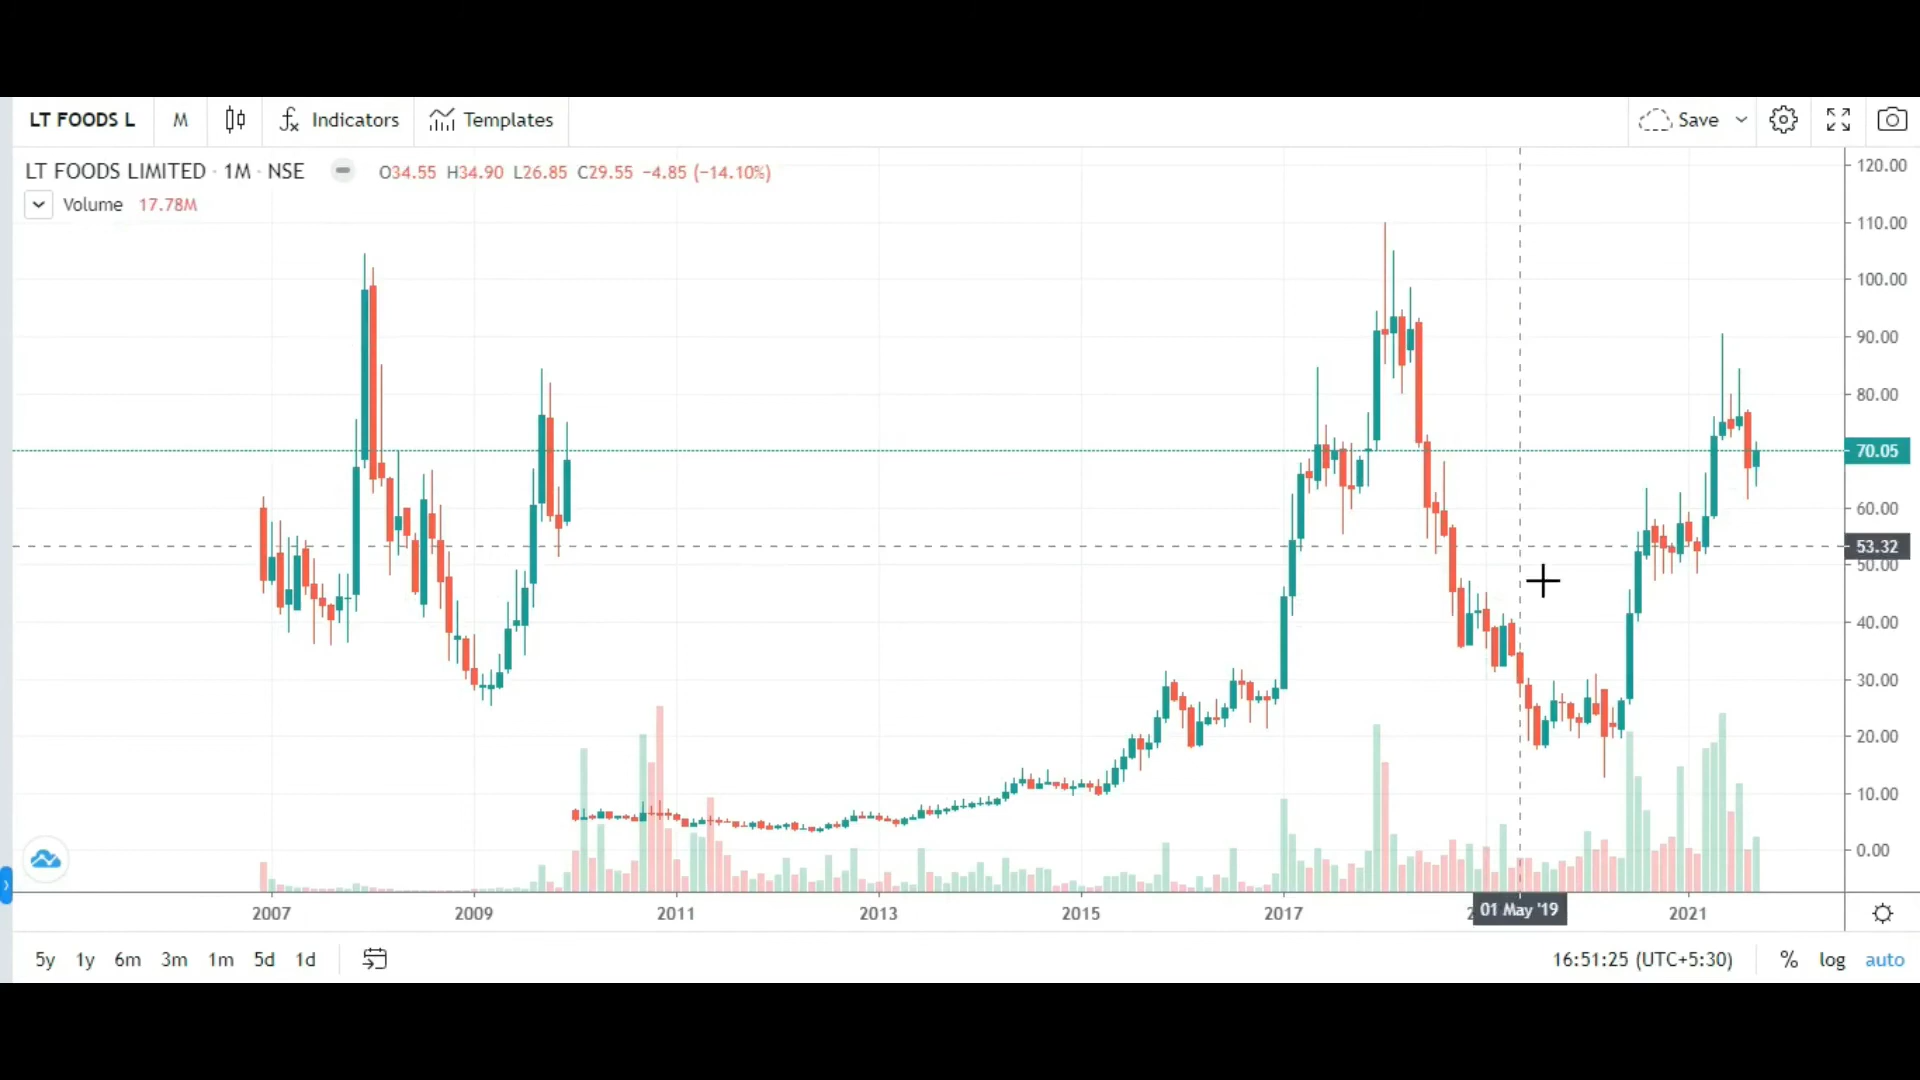 LT FOODS L M Indicators Templates Save
LT FOODS LIMITED · 1M · NSE O34.55 H34.90 L26.85 C29.55 −4.85 (−14.10%)
Volume 17.78M
120.00
110.00
100.00
90.00
80.00
70.05
60.00
53.32
50.00
40.00
30.00
20.00
10.00
0.00
2007 2009 2011 2013 2015 2017 01 May '19 2021
5y 1y 6m 3m 1m 5d 1d 16:51:25 (UTC+5:30) % log auto